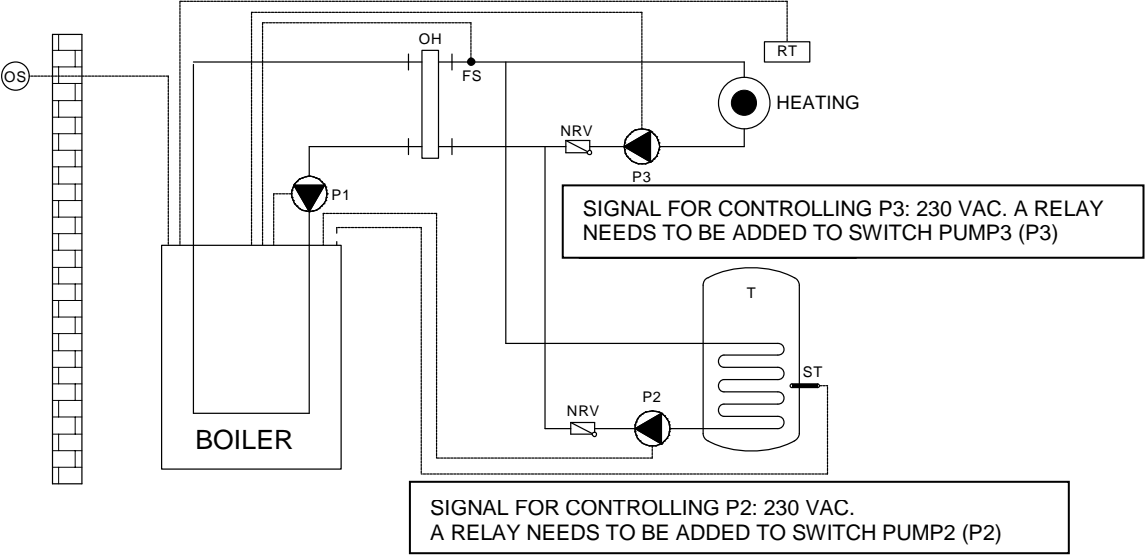 OH
RT
OS
FS
HEATING
NRV
P3
P1
SIGNAL FOR CONTROLLING P3: 230 VAC. A RELAY
NEEDS TO BE ADDED TO SWITCH PUMP3 (P3)
T
ST
P2
NRV
BOILER
SIGNAL FOR CONTROLLING P2: 230 VAC.
A RELAY NEEDS TO BE ADDED TO SWITCH PUMP2 (P2)